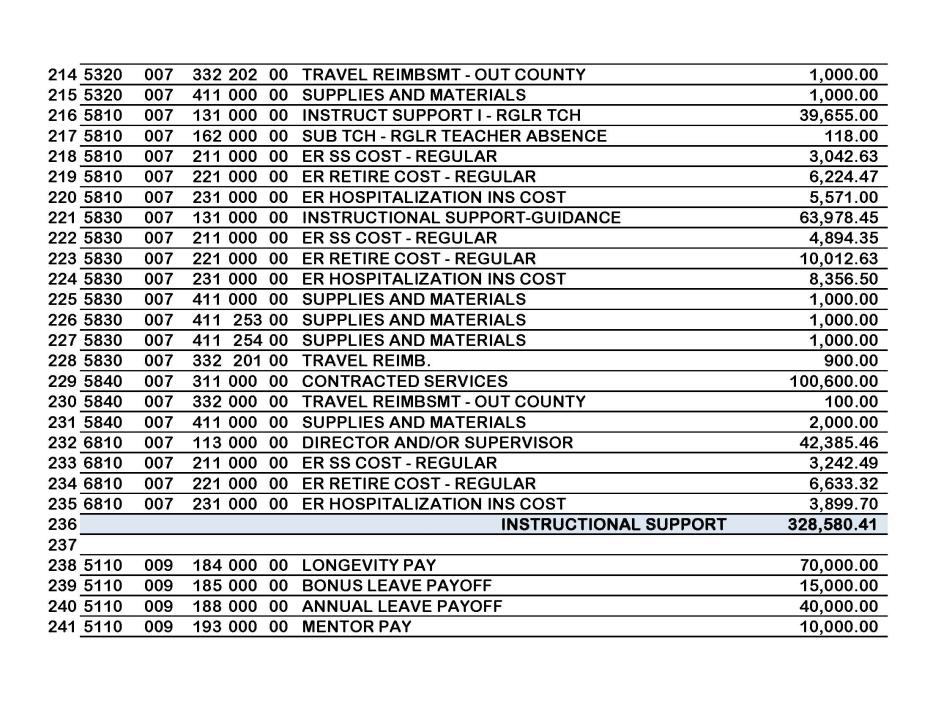 214 5320 007 332 202 00 TRAVEL REIMBSMT - OUT COUNTY 1,000.00
215 5320 007 411 000 00 SUPPLIES AND MATERIALS 1,000.00
216 5810 007 131 000 00 INSTRUCT SUPPORT I - RGLR TCH 39,655.00
217 5810 007 162 000 00 SUB TCH - RGLR TEACHER ABSENCE 118.00
218 5810 007 211 000 00 ER SS COST - REGULAR 3,042.63
219 5810 007 221 000 00 ER RETIRE COST - REGULAR 6,224.47
220 5810 007 231 000 00 ER HOSPITALIZATION INS COST 5,571.00
221 5830 007 131 000 00 INSTRUCTIONAL SUPPORT-GUIDANCE 63,978.45
222 5830 007 211 000 00 ER SS COST - REGULAR 4,894.35
223 5830 007 221 000 00 ER RETIRE COST - REGULAR 10,012.63
224 5830 007 231 000 00 ER HOSPITALIZATION INS COST 8,356.50
225 5830 007 411 000 00 SUPPLIES AND MATERIALS 1,000.00
226 5830 007 411 253 00 SUPPLIES AND MATERIALS 1,000.00
227 5830 007 411 254 00 SUPPLIES AND MATERIALS 1,000.00
228 5830 007 332 201 00 TRAVEL REIMB. 900.00
229 5840 007 311 000 00 CONTRACTED SERVICES 100,600.00
230 5840 007 332 000 00 TRAVEL REIMBSMT - OUT COUNTY 100.00
231 5840 007 411 000 00 SUPPLIES AND MATERIALS 2,000.00
232 6810 007 113 000 00 DIRECTOR AND/OR SUPERVISOR 42,385.46
233 6810 007 211 000 00 ER SS COST - REGULAR 3,242.49
234 6810 007 221 000 00 ER RETIRE COST - REGULAR 6,633.32
235 6810 007 231 000 00 ER HOSPITALIZATION INS COST 3,899.70
236 INSTRUCTIONAL SUPPORT 328,580.41
237
238 5110 009 184 000 00 LONGEVITY PAY 70,000.00
239 5110 009 185 000 00 BONUS LEAVE PAYOFF 15,000.00
240 5110 009 188 000 00 ANNUAL LEAVE PAYOFF 40,000.00
241 5110 009 193 000 00 MENTOR PAY 10,000.00